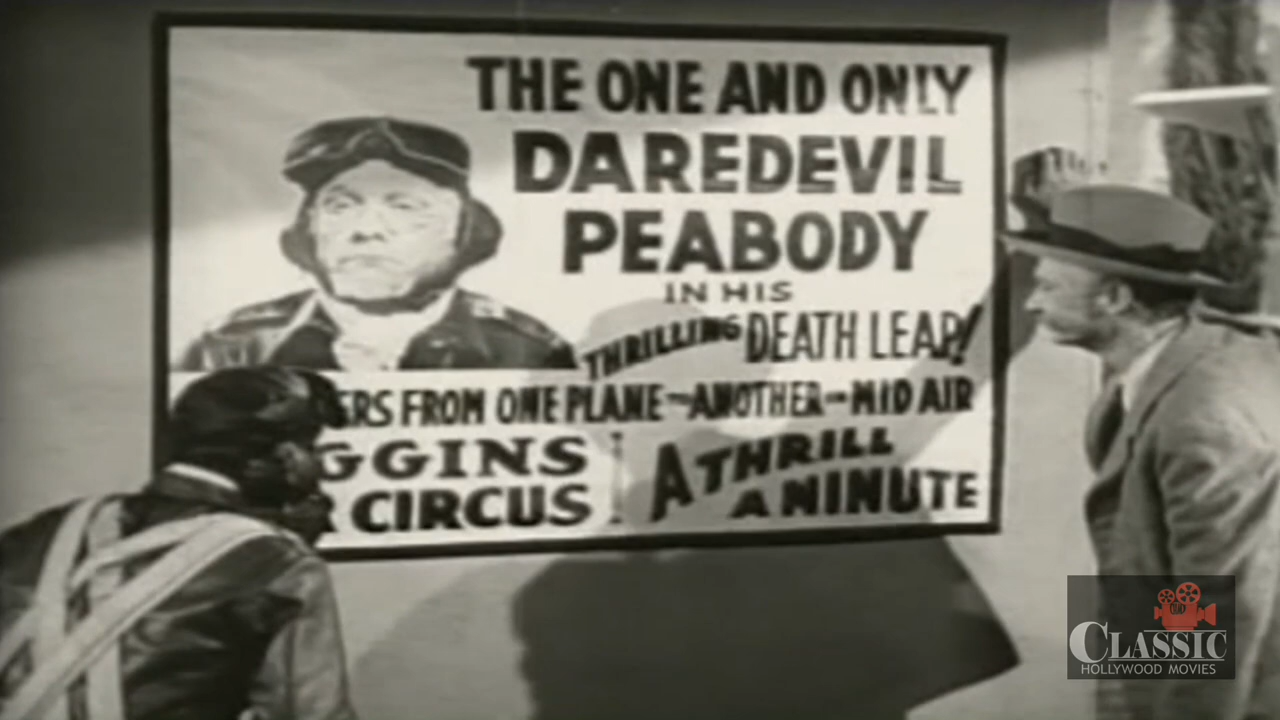 THE ONE AND ONLY
DAREDEVIL
PEABODY
IN HIS
THRILLING DEATH LEAP!
ERS FROM ONE PLANE-ANOTHER-MID AIR
GGINS
R CIRCUS
A THRILL
A NINUTE
CLASSIC
HOLLYWOOD MOVIES